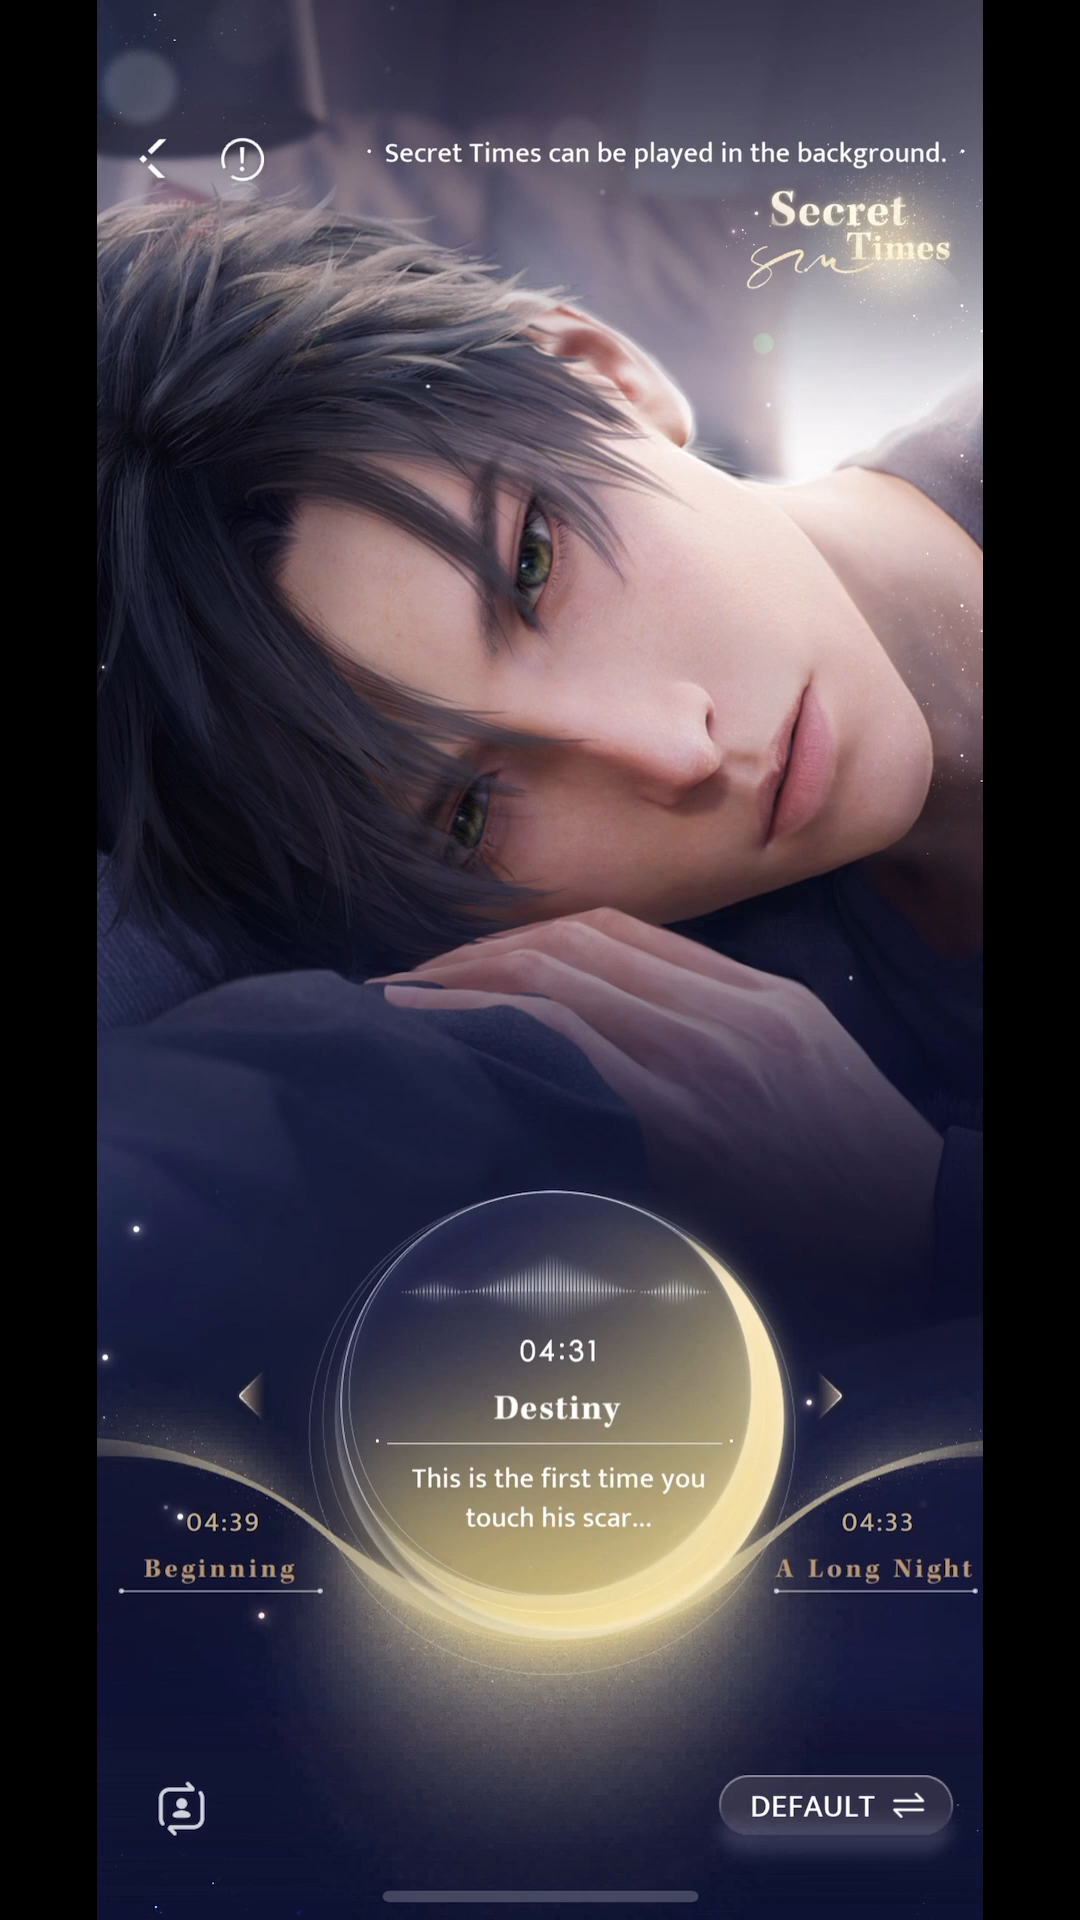 Secret Times can be played in the background.
Secret
Times
04:31
Destiny
This is the first time you
touch his scar...
04:39
Beginning
04:33
A Long Night
DEFAULT